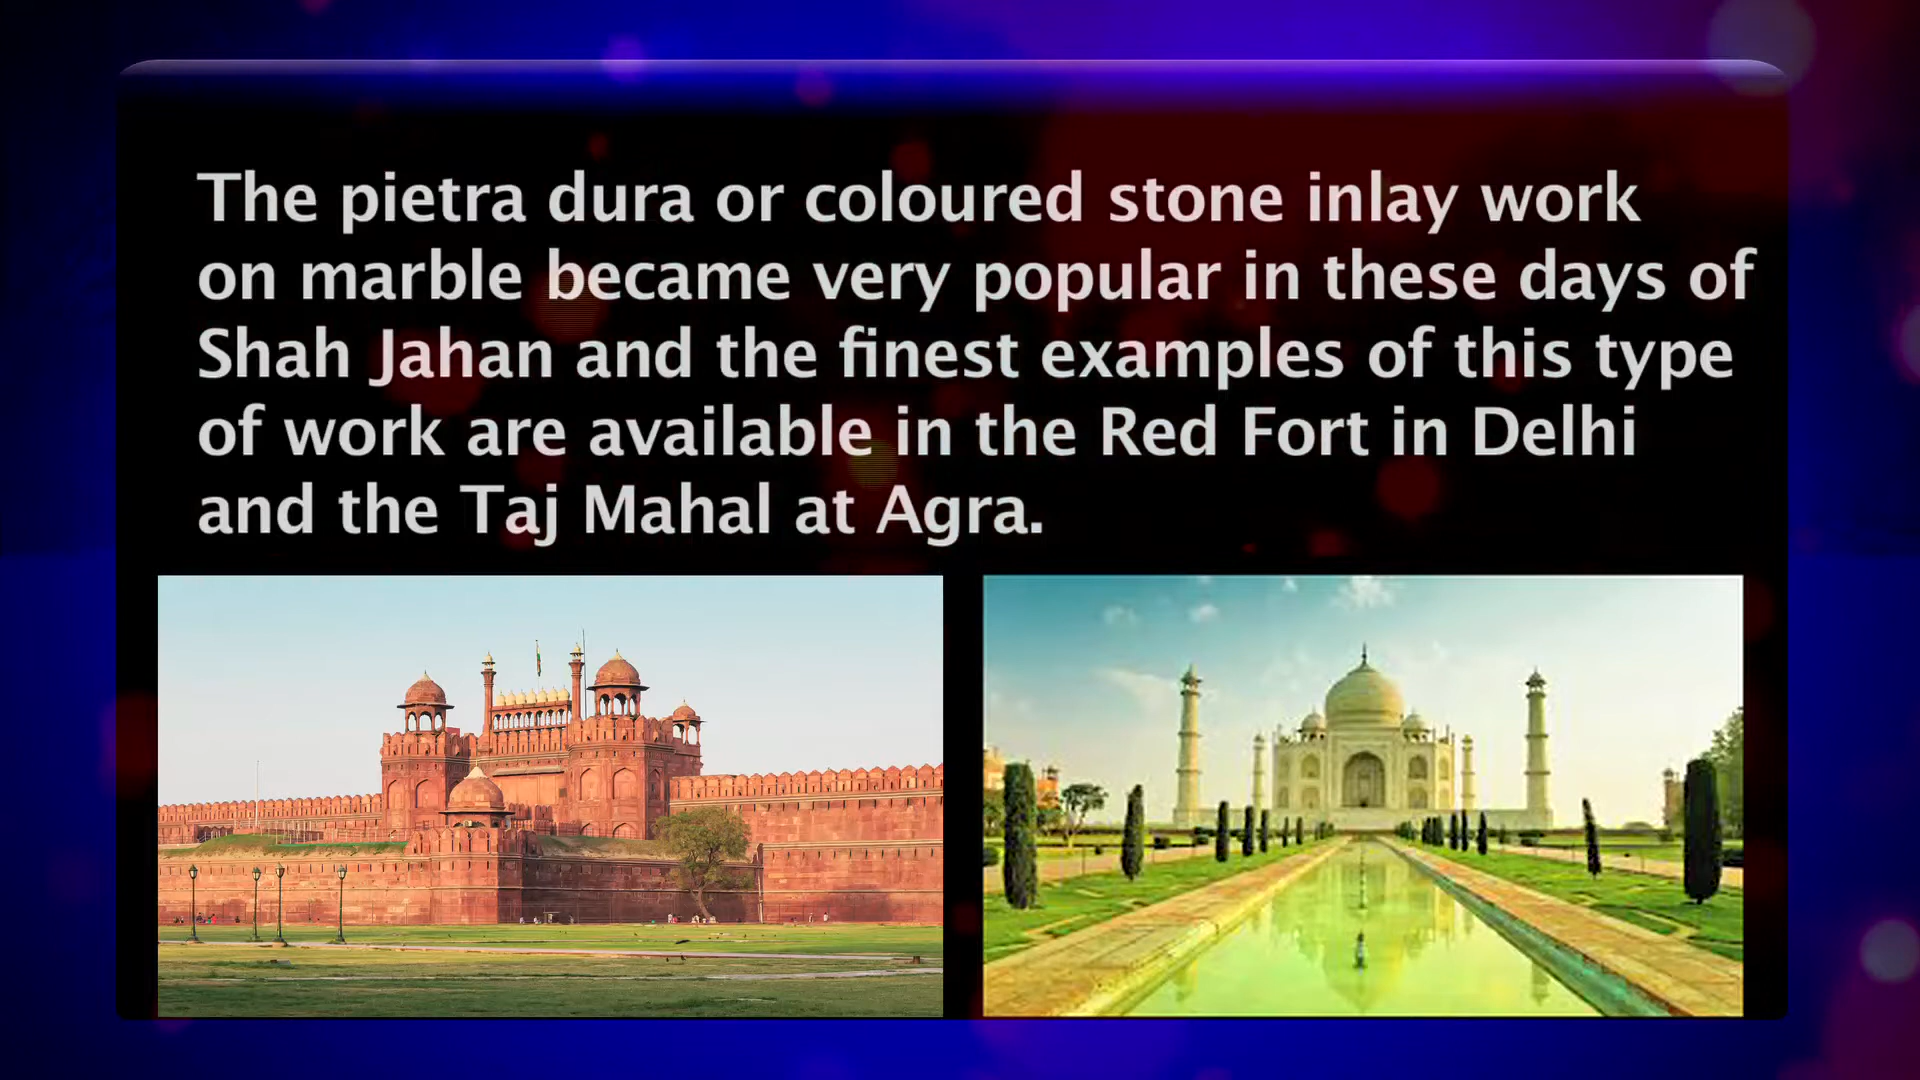 The pietra dura or coloured stone inlay work
on marble became very popular in these days of
Shah Jahan and the finest examples of this type
of work are available in the Red Fort in Delhi
and the Taj Mahal at Agra.